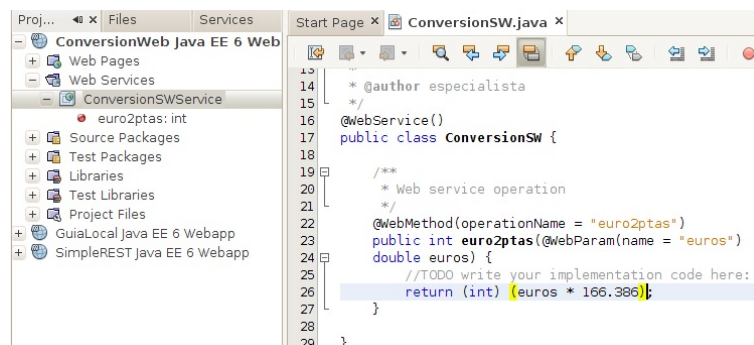 Proj... Files Services
ConversionWeb Java EE 6 Web
Web Pages
Web Services
ConversionSWService
euro2ptas: int
Source Packages
Test Packages
Libraries
Test Libraries
Project Files
GuiaLocal Java EE 6 Webapp
SimpleREST Java EE 6 Webapp
Start Page ConversionSW.java
13 *
14 * @author especialista
15 */
16 @WebService()
17 public class ConversionSW {
18
19 /**
20 * Web service operation
21 */
22 @WebMethod(operationName = "euro2ptas")
23 public int euro2ptas(@WebParam(name = "euros")
24 double euros) {
25 //TODO write your implementation code here:
26 return (int) (euros * 166.386);
27 }
28
29 }